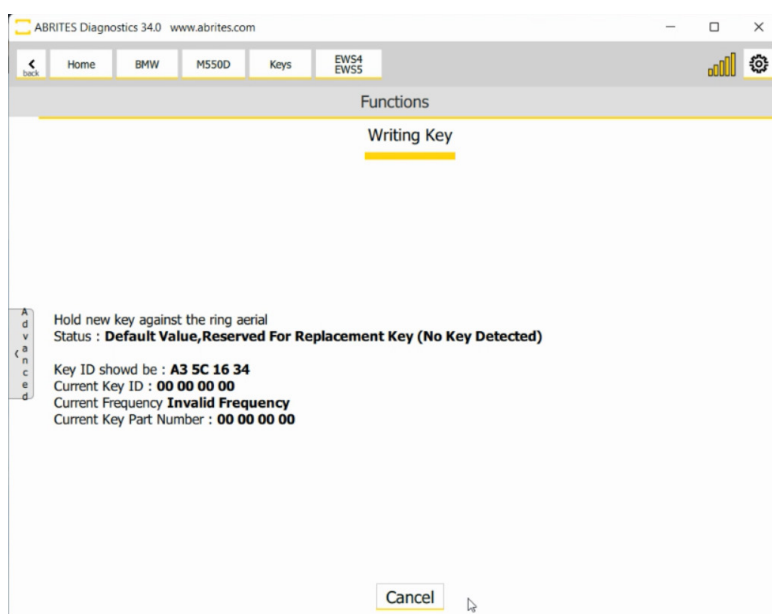 ABRITES Diagnostics 34.0 www.abrites.com
back
Home
BMW
M550D
Keys
EWS4
EWS5
Functions
Writing Key
Advanced
Hold new key against the ring aerial
Status : Default Value,Reserved For Replacement Key (No Key Detected)
Key ID showd be : A3 5C 16 34
Current Key ID : 00 00 00 00
Current Frequency Invalid Frequency
Current Key Part Number : 00 00 00 00
Cancel